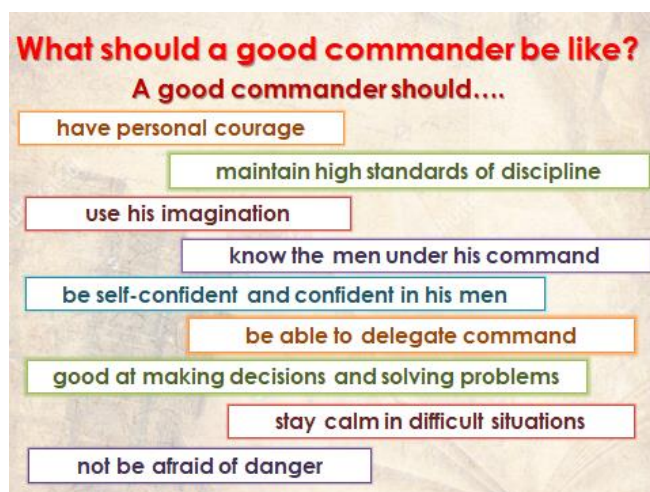 What should a good commander be like?
A good commander should....
have personal courage
maintain high standards of discipline
use his imagination
know the men under his command
be self-confident and confident in his men
be able to delegate command
good at making decisions and solving problems
stay calm in difficult situations
not be afraid of danger